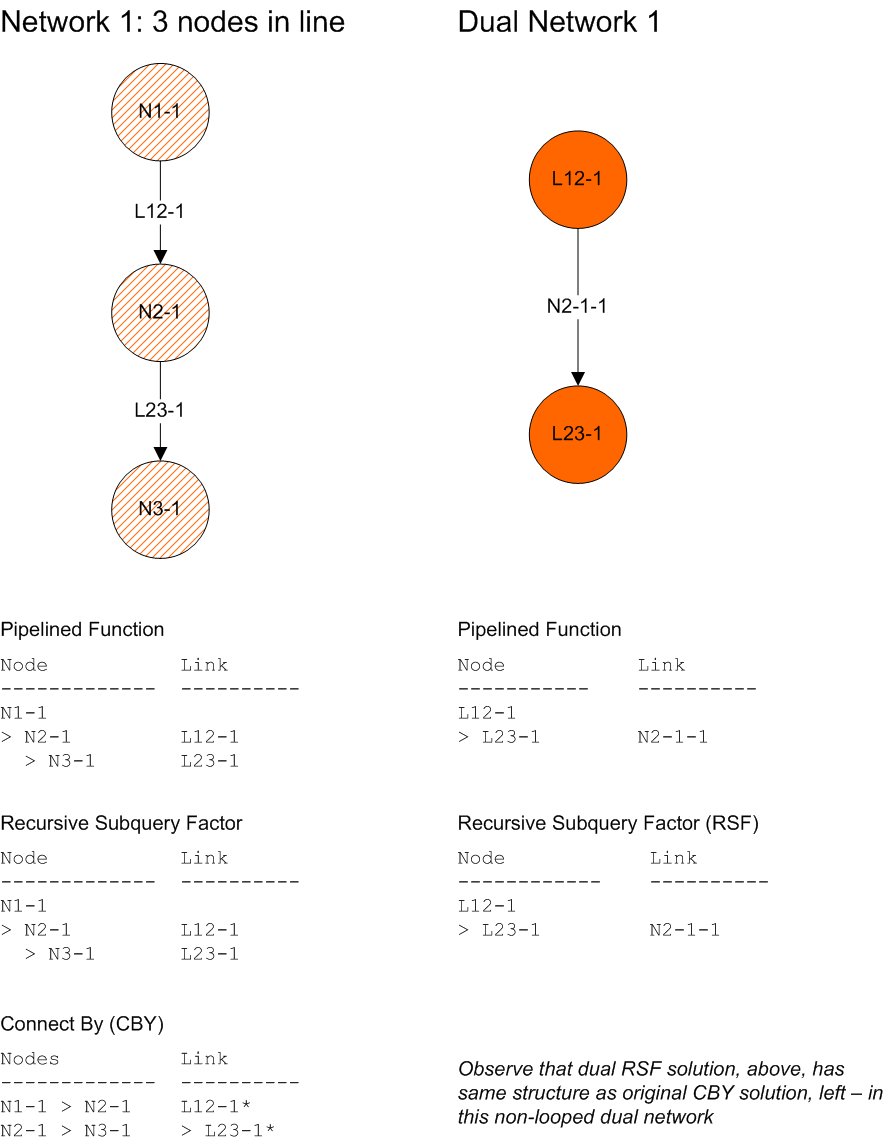 Network 1: 3 nodes in line
N1-1
L12-1
N2-1
L23-1
N3-1
Dual Network 1
L12-1
N2-1-1
L23-1
Pipelined Function
Node Link
------------- ----------
N1-1
> N2-1 L12-1
> N3-1 L23-1
Pipelined Function
Node Link
----------- ----------
L12-1
> L23-1 N2-1-1
Recursive Subquery Factor
Node Link
------------- ----------
N1-1
> N2-1 L12-1
> N3-1 L23-1
Recursive Subquery Factor (RSF)
Node Link
------------ ----------
L12-1
> L23-1 N2-1-1
Connect By (CBY)
Nodes Link
------------- ----------
N1-1 > N2-1 L12-1*
N2-1 > N3-1 > L23-1*
Observe that dual RSF solution, above, has
same structure as original CBY solution, left – in
this non-looped dual network